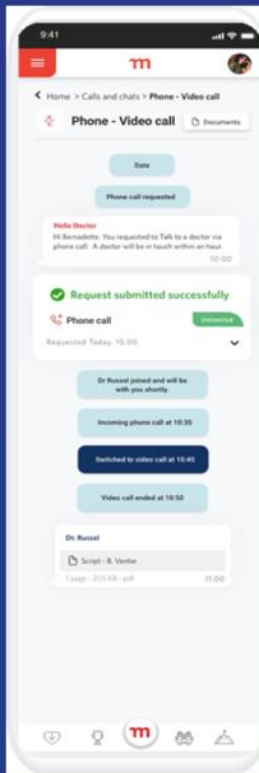 9:41
m
Home > Calls and chats > Phone - Video call
Phone - Video call
Documents
Date
Phone call requested
Hello Doctor
Hi Bernadette. You requested to Talk to a doctor via
phone call. A doctor will be in touch within an hour.
10:00
Request submitted successfully
Phone call
Unlimited
Requested Today: 10:00
Dr Russel joined and will be
with you shortly.
Incoming phone call at 10:30
Switched to video call at 10:45
Video call ended at 10:50
Dr. Russel
Script - B. Venter
1 page - 205 KB - pdf
11:00
m